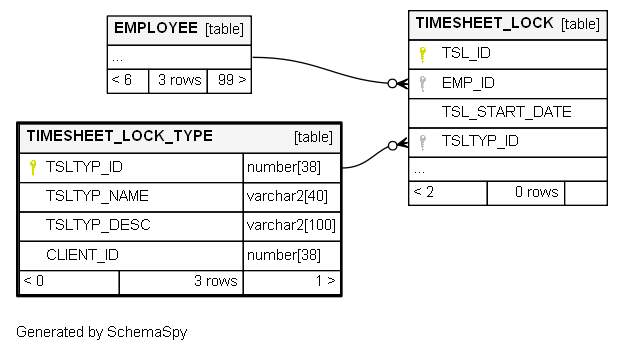 EMPLOYEE [table]
...
< 6 3 rows 99 >
TIMESHEET_LOCK [table]
TSL_ID
EMP_ID
TSL_START_DATE
TSLTYP_ID
...
< 2 0 rows
TIMESHEET_LOCK_TYPE [table]
TSLTYP_ID number[38]
TSLTYP_NAME varchar2[40]
TSLTYP_DESC varchar2[100]
CLIENT_ID number[38]
< 0 3 rows 1 >
Generated by SchemaSpy